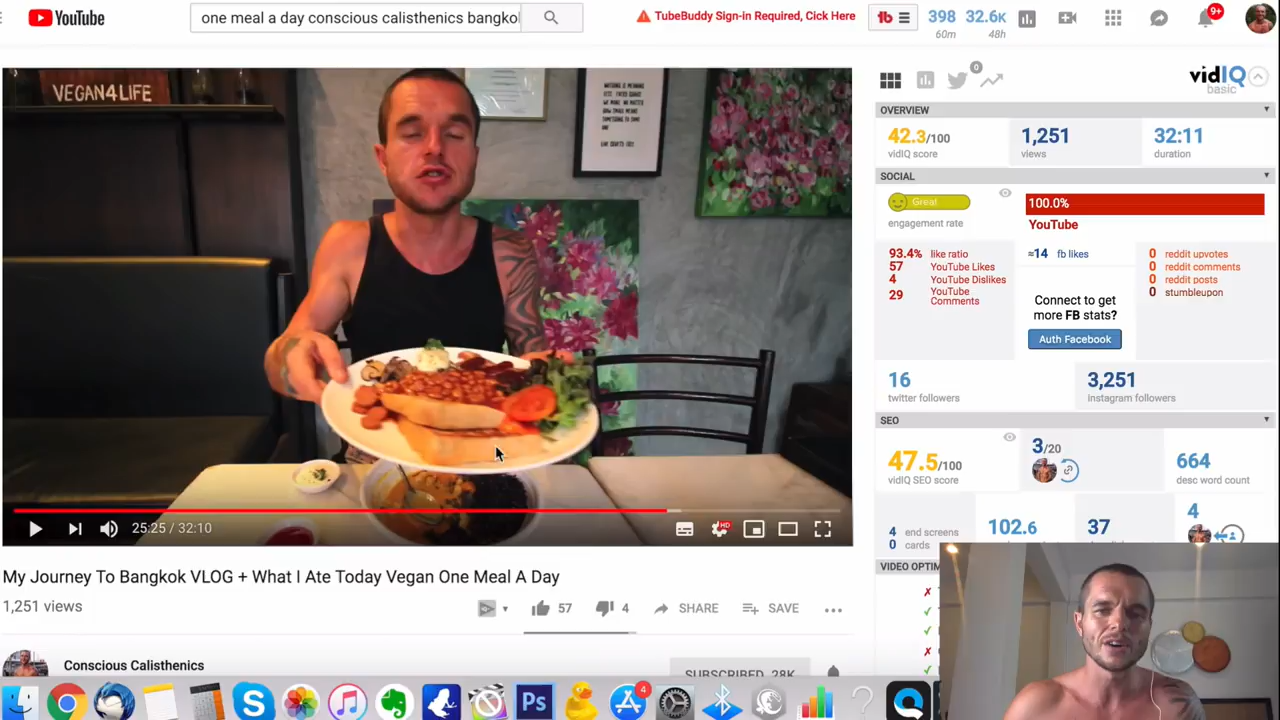 YouTube
one meal a day conscious calisthenics bangkol
TubeBuddy Sign-in Required, Click Here
tb
398
60m
32.6K
48h
9+
VEGAN4LIFE
0
vidIQ
basic
OVERVIEW
42.3/100
vidIQ score
1,251
views
32:11
duration
SOCIAL
Great
engagement rate
100.0%
YouTube
93.4% like ratio
57 YouTube Likes
4 YouTube Dislikes
29 YouTube
Comments
≈14 fb likes
Connect to get
more FB stats?
Auth Facebook
0 reddit upvotes
0 reddit comments
0 reddit posts
0 stumbleupon
16
twitter followers
3,251
instagram followers
SEO
47.5/100
vidIQ SEO score
3/20
664
desc word count
4 end screens
0 cards
102.6
37
4
VIDEO OPTIM
25:25 / 32:10
HD
My Journey To Bangkok VLOG + What I Ate Today Vegan One Meal A Day
1,251 views
57
4
SHARE
SAVE
Conscious Calisthenics
SUBSCRIBED 28K
Ps
4